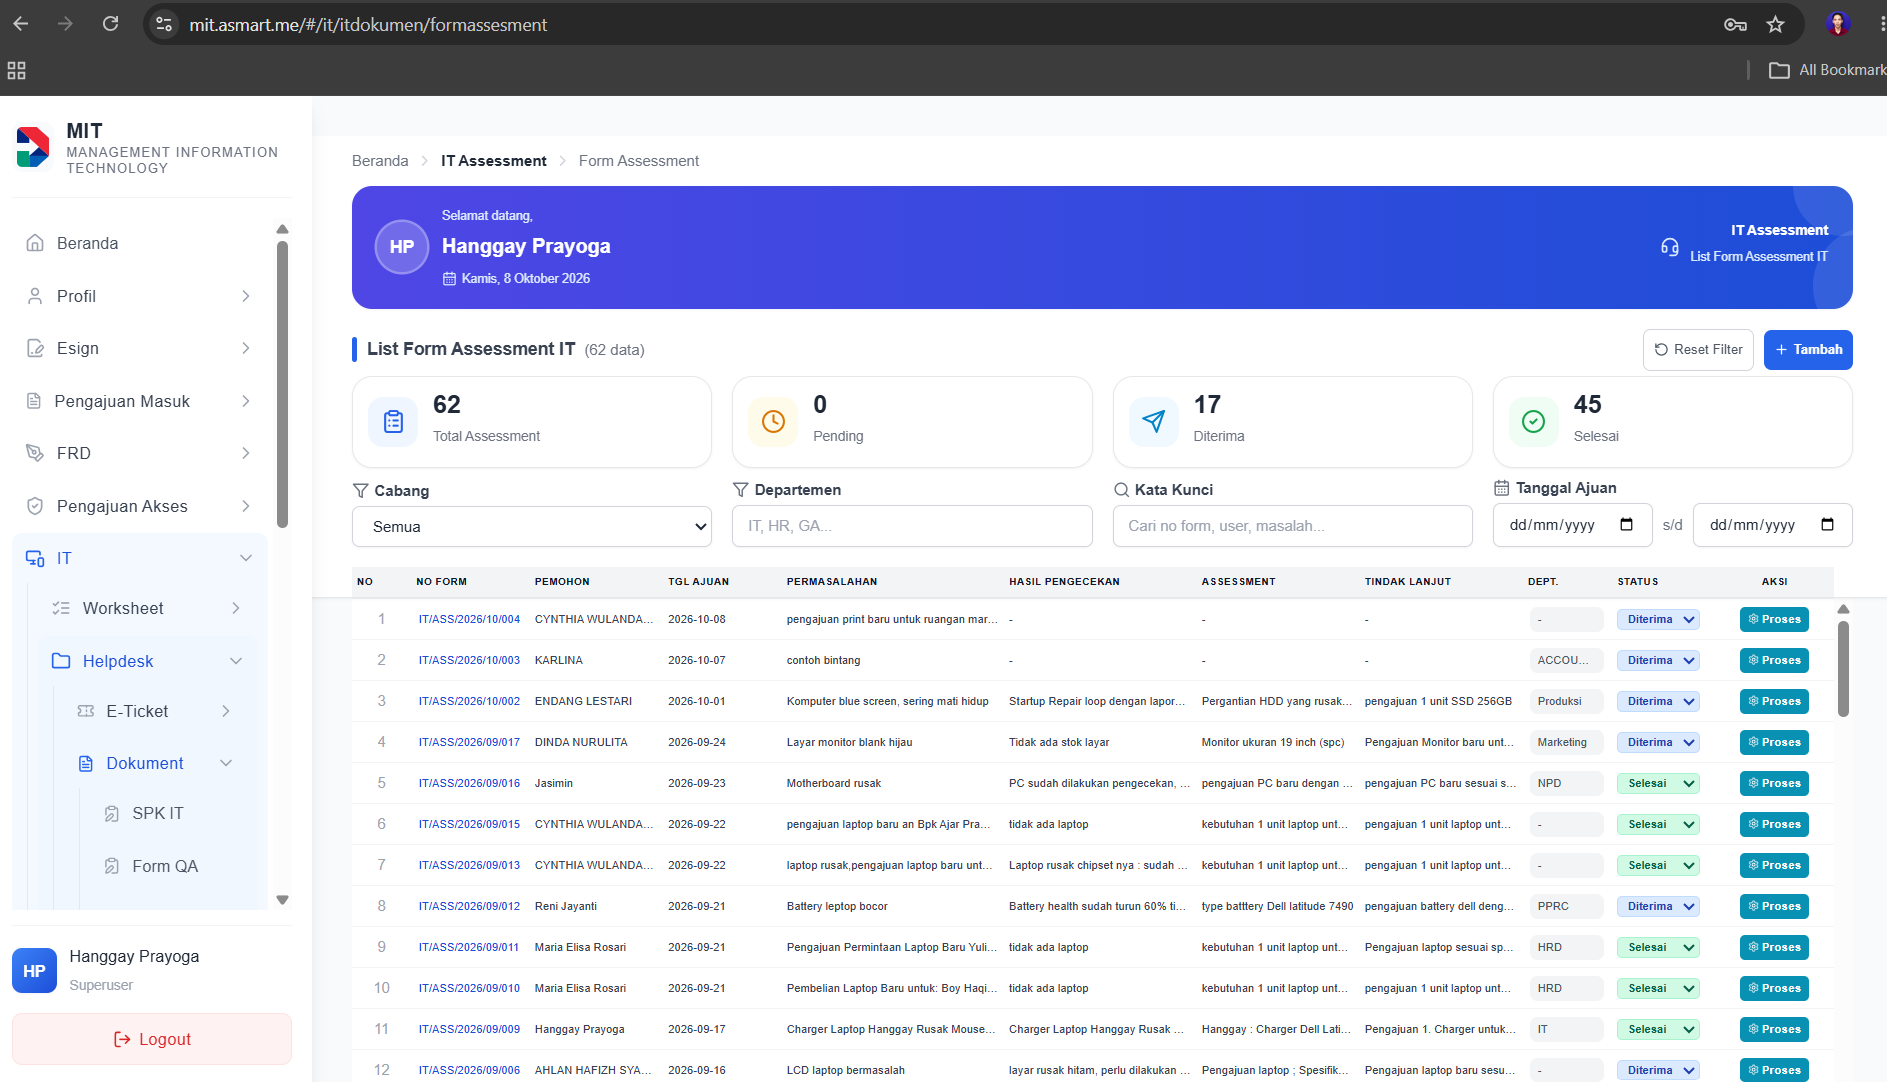 mit.asmart.me/#/it/itdokumen/formassesment
All Bookmark
MIT
MANAGEMENT INFORMATION
TECHNOLOGY
Beranda
Profil
Esign
Pengajuan Masuk
FRD
Pengajuan Akses
IT
Worksheet
Helpdesk
E-Ticket
Dokument
SPK IT
Form QA
HP
Hanggay Prayoga
Superuser
Logout
Beranda > IT Assessment > Form Assessment
HP
Selamat datang,
Hanggay Prayoga
Kamis, 8 Oktober 2026
IT Assessment
List Form Assessment IT
List Form Assessment IT (62 data)
Reset Filter
+ Tambah
62
Total Assessment
0
Pending
17
Diterima
45
Selesai
Cabang
Semua
Departemen
IT, HR, GA...
Kata Kunci
Cari no form, user, masalah...
Tanggal Ajuan
dd/mm/yyyy s/d dd/mm/yyyy
NO NO FORM PEMOHON TGL AJUAN PERMASALAHAN HASIL PENGECEKAN ASSESSMENT TINDAK LANJUT DEPT. STATUS AKSI
1 IT/ASS/2026/10/004 CYNTHIA WULANDA... 2026-10-08 pengajuan print baru untuk ruangan mar... - - - - Diterima Proses
2 IT/ASS/2026/10/003 KARLINA 2026-10-07 contoh bintang - - - ACCOU... Diterima Proses
3 IT/ASS/2026/10/002 ENDANG LESTARI 2026-10-01 Komputer blue screen, sering mati hidup Startup Repair loop dengan lapor... Pergantian HDD yang rusak... pengajuan 1 unit SSD 256GB Produksi Diterima Proses
4 IT/ASS/2026/09/017 DINDA NURULITA 2026-09-24 Layar monitor blank hijau Tidak ada stok layar Monitor ukuran 19 inch (spc) Pengajuan Monitor baru unt... Marketing Diterima Proses
5 IT/ASS/2026/09/016 Jasimin 2026-09-23 Motherboard rusak PC sudah dilakukan pengecekan, ... pengajuan PC baru dengan ... pengajuan PC baru sesuai s... NPD Selesai Proses
6 IT/ASS/2026/09/015 CYNTHIA WULANDA... 2026-09-22 pengajuan laptop baru an Bpk Ajar Pra... tidak ada laptop kebutuhan 1 unit laptop unt... pengajuan 1 unit laptop unt... - Selesai Proses
7 IT/ASS/2026/09/013 CYNTHIA WULANDA... 2026-09-22 laptop rusak,pengajuan laptop baru unt... Laptop rusak chipset nya : sudah ... kebutuhan 1 unit laptop unt... pengajuan 1 unit laptop unt... - Selesai Proses
8 IT/ASS/2026/09/012 Reni Jayanti 2026-09-21 Battery leptop bocor Battery health sudah turun 60% ti... type batttery Dell latitude 7490 pengajuan battery dell deng... PPRC Diterima Proses
9 IT/ASS/2026/09/011 Maria Elisa Rosari 2026-09-21 Pengajuan Permintaan Laptop Baru Yuli... tidak ada laptop kebutuhan 1 unit laptop unt... Pengajuan laptop sesuai sp... HRD Selesai Proses
10 IT/ASS/2026/09/010 Maria Elisa Rosari 2026-09-21 Pembelian Laptop Baru untuk: Boy Haqi... tidak ada laptop kebutuhan 1 unit laptop unt... pengajuan 1 unit laptop unt... HRD Selesai Proses
11 IT/ASS/2026/09/009 Hanggay Prayoga 2026-09-17 Charger Laptop Hanggay Rusak Mouse... Charger Laptop Hanggay Rusak ... Hanggay : Charger Dell Lati... Pengajuan 1. Charger untuk... IT Selesai Proses
12 IT/ASS/2026/09/006 AHLAN HAFIZH SYA... 2026-09-16 LCD laptop bermasalah layar rusak hitam, perlu dilakukan ... Pengajuan laptop ; Spesifik... Pengajuan laptop baru sesu... - Diterima Proses